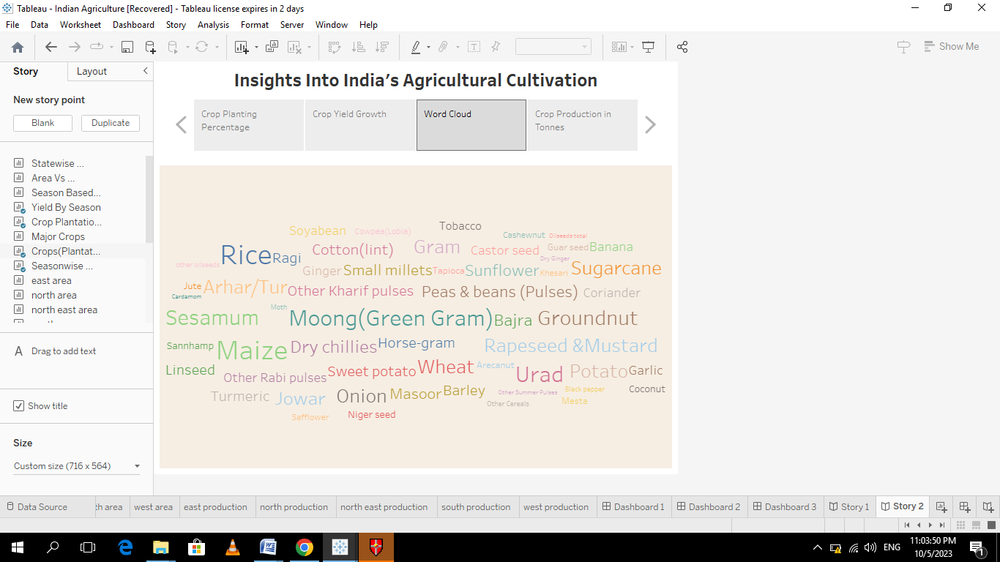 Tableau - Indian Agriculture [Recovered] - Tableau license expires in 2 days
File Data Worksheet Dashboard Story Analysis Format Server Window Help
Show Me
Story Layout
New story point
Blank Duplicate
Statewise ...
Area Vs ...
Season Based...
Yield By Season
Crop Plantatio...
Major Crops
Crops(Plantat...
Seasonwise ...
east area
north area
north east area
Drag to add text
Show title
Size
Custom size (716 x 564)
Insights Into India's Agricultural Cultivation
Crop Planting
Percentage
Crop Yield Growth
Word Cloud
Crop Production in
Tonnes
Soyabean Cowpea(Lobia) Tobacco
Cashewnut Oilseeds total
Rice Ragi Cotton(lint) Gram Castor seed Guar seed Banana
Dry Ginger
other oilseeds Ginger Small millets Tapioca Sunflower Khesari Sugarcane
Jute Arhar/Tur Other Kharif pulses Peas & beans (Pulses) Coriander
Cardamom
Moth
Sesamum Moong(Green Gram) Bajra Groundnut
Sannhamp Maize Dry chillies Horse-gram Rapeseed &Mustard
Linseed Other Rabi pulses Sweet potato Wheat Arecanut Urad Potato Garlic
Turmeric Jowar Onion Masoor Barley Other Summer Pulses Black pepper Coconut
Other Cereals Mesta
Safflower Niger seed
Data Source th area west area east production north production north east production south production west production Dashboard 1 Dashboard 2 Dashboard 3 Story 1 Story 2
ENG
11:03:50 PM
10/5/2023
1